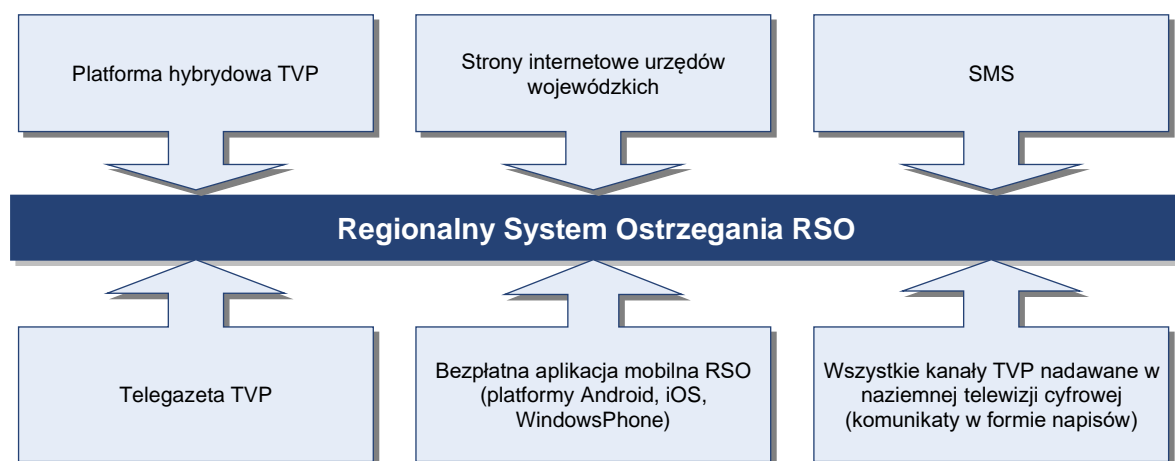 Platforma hybrydowa TVP
Strony internetowe urzędów
wojewódzkich
SMS
Regionalny System Ostrzegania RSO
Telegazeta TVP
Bezpłatna aplikacja mobilna RSO
(platformy Android, iOS,
WindowsPhone)
Wszystkie kanały TVP nadawane w
naziemnej telewizji cyfrowej
(komunikaty w formie napisów)